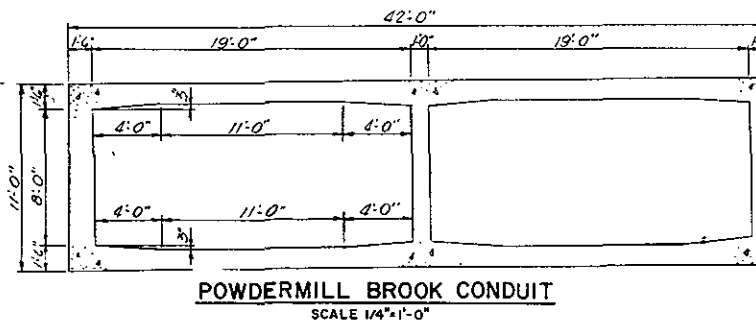 42'-0"
1'-6" 19'-0" 1'-0" 19'-0"
1'-6" 3"
4'-0" 11'-0" 4'-0"
11'-0" 8'-0"
4'-0" 11'-0" 4'-0"
1'-6" 3"
POWDERMILL BROOK CONDUIT
SCALE 1/4"=1'-0"